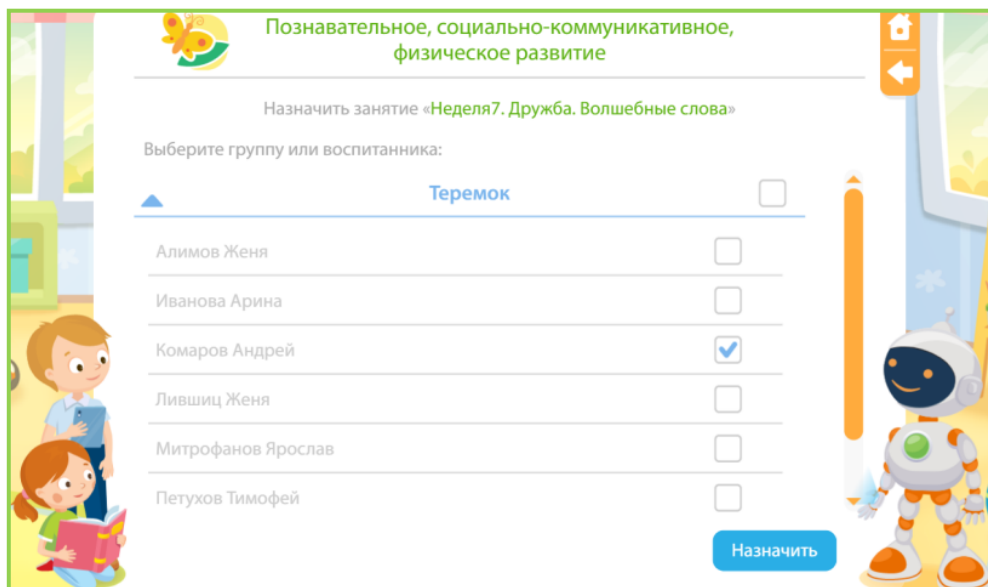 Познавательное, социально-коммуникативное,
физическое развитие
Назначить занятие «Неделя7. Дружба. Волшебные слова»
Выберите группу или воспитанника:
Теремок
Алимов Женя
Иванова Арина
Комаров Андрей
Лившиц Женя
Митрофанов Ярослав
Петухов Тимофей
Назначить